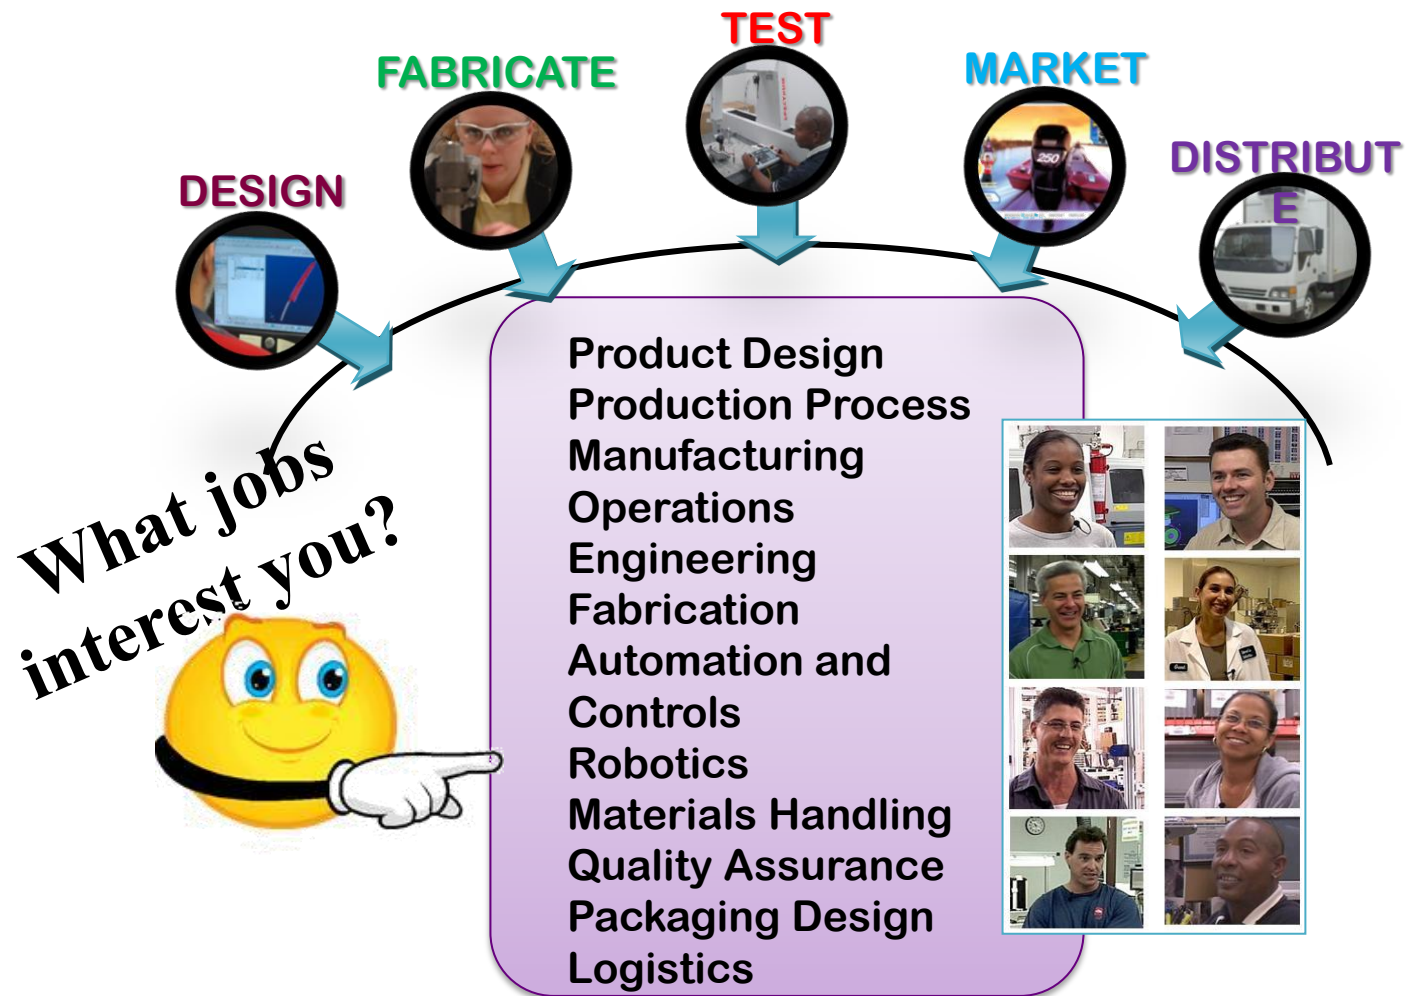 TEST
FABRICATE
MARKET
DISTRIBUT
E
DESIGN
250
What jobs
interest you?
Product Design
Production Process
Manufacturing
Operations
Engineering
Fabrication
Automation and
Controls
Robotics
Materials Handling
Quality Assurance
Packaging Design
Logistics